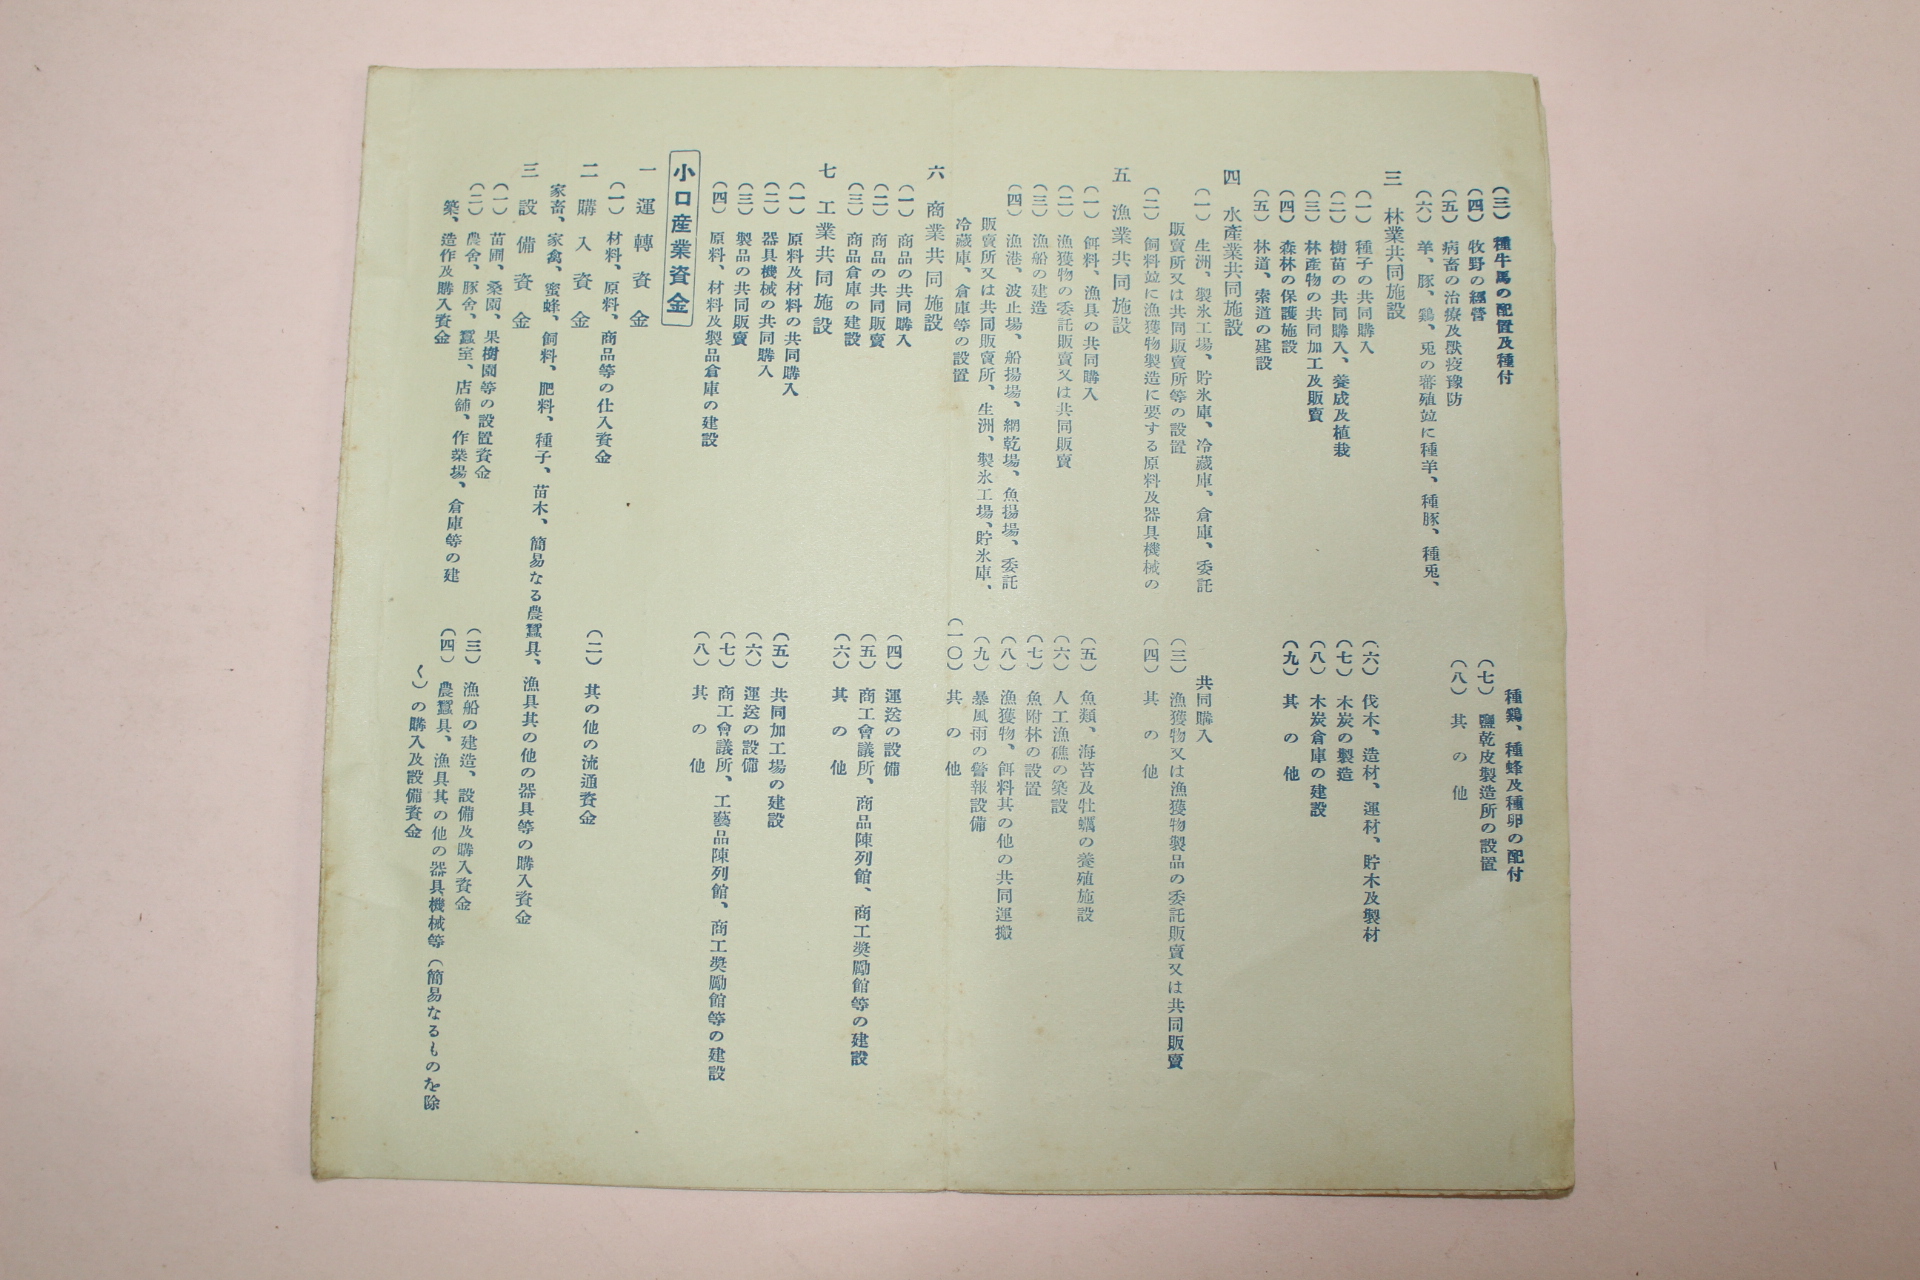 (三) 種牛馬の配置及種付
(四) 牧野の經營
(五) 病畜の治療及獸疫豫防
(六) 羊、豚、鷄、兎の蕃殖竝に種羊、種豚、種兎、
種鷄、種蜂及種卵の配付
(七) 鹽乾皮製造所の設置
(八) 其の他
三 林業共同施設
(一) 種子の共同購入
(二) 樹苗の共同購入、養成及植栽
(三) 林産物の共同加工及販賣
(四) 森林の保護施設
(五) 林道、索道の建設
(六) 伐木、造材、運材、貯木及製材
(七) 木炭の製造
(八) 木炭倉庫の建設
(九) 其の他
四 水產業共同施設
(一) 生洲、製氷工場、貯氷庫、冷藏庫、倉庫、委託
販賣所又は共同販賣所等の設置
(二) 飼料竝に漁獲物製造に要する原料及器具機械の
共同購入
(三) 漁獲物又は漁獲物製品の委託販賣又は共同販賣
(四) 其の他
五 漁業共同施設
(一) 餌料、漁具の共同購入
(二) 漁獲物の委託販賣又は共同販賣
(三) 漁船の建造
(四) 漁港、波止場、船揚場、網乾場、魚揚場、委託
販賣所又は共同販賣所、生洲、製氷工場、貯氷庫、
冷藏庫、倉庫等の設置
(五) 魚類、海苔及牡蠣の養殖施設
(六) 人工漁礁の築設
(七) 魚附林の設置
(八) 漁獲物、餌料其の他の共同運搬
(九) 暴風雨の警報設備
(一〇) 其の他
六 商業共同施設
(一) 商品の共同購入
(二) 商品の共同販賣
(三) 商品倉庫の建設
(四) 運送の設備
(五) 商工會議所、商品陳列館、商工奬勵館等の建設
(六) 其の他
七 工業共同施設
(一) 原料及材料の共同購入
(二) 器具機械の共同購入
(三) 製品の共同販賣
(四) 原料、材料及製品倉庫の建設
(五) 共同加工場の建設
(六) 運送の設備
(七) 商工會議所、工藝品陳列館、商工奬勵館等の建設
(八) 其の他
小口産業資金
一 運轉資金
(一) 材料、原料、商品等の仕入資金
(二) 其の他の流通資金
二 購入資金
家畜、家禽、蜜蜂、飼料、肥料、種子、苗木、簡易なる農蠶具、漁具其の他の器具等の購入資金
三 設備資金
(一) 苗圃、桑園、果樹園等の設置資金
(二) 農舍、豚舍、蠶室、店舖、作業場、倉庫等の建
築、造作及購入資金
(三) 漁船の建造、設備及購入資金
(四) 農蠶具、漁具其の他の器具機械等(簡易なるものを除
く)の購入及設備資金